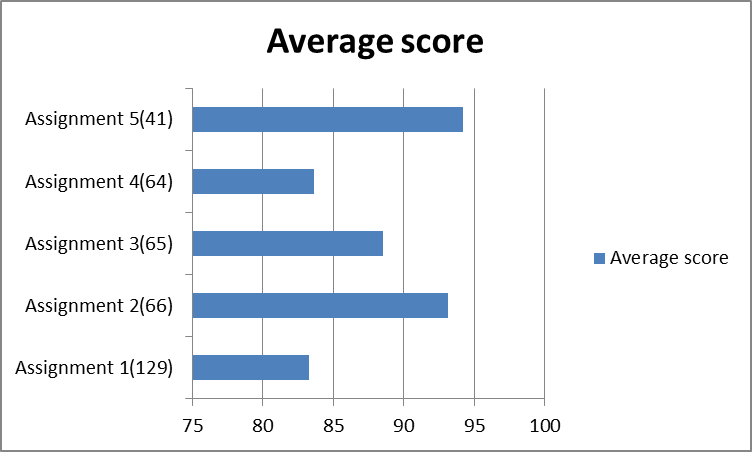 Average score
Assignment 5(41)
Assignment 4(64)
Assignment 3(65)
Assignment 2(66)
Assignment 1(129)
75 80 85 90 95 100
Average score